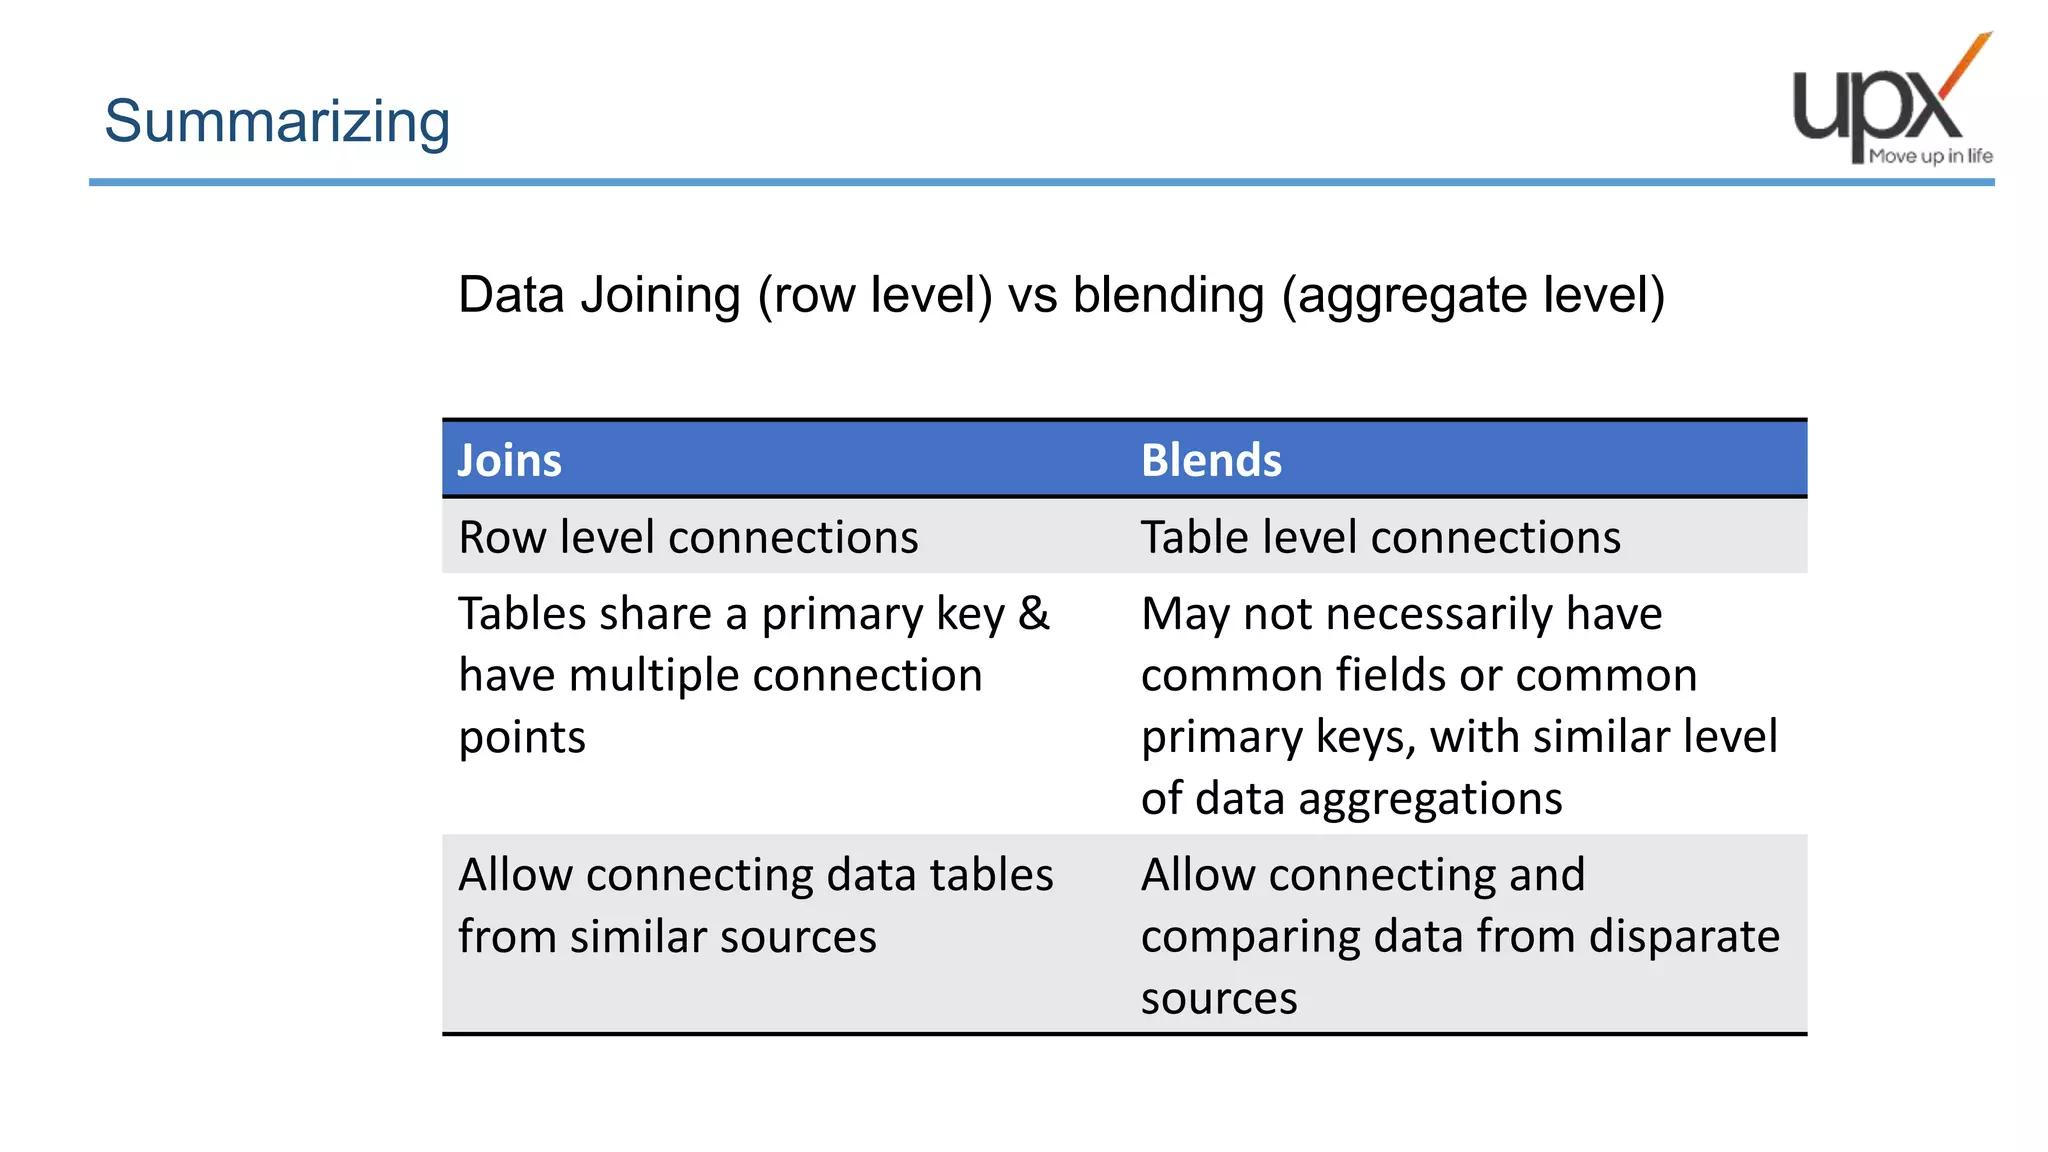 Summarizing
upx
Move up in life
Data Joining (row level) vs blending (aggregate level)
Joins
Blends
Row level connections
Table level connections
Tables share a primary key &
have multiple connection
points
May not necessarily have
common fields or common
primary keys, with similar level
of data aggregations
Allow connecting data tables
from similar sources
Allow connecting and
comparing data from disparate
sources